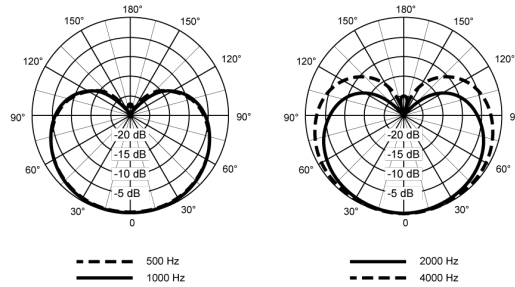 180°
150° 150°
120° 120°
90° 90°
60° 60°
30° 30°
0
-20 dB
-15 dB
-10 dB
-5 dB
500 Hz
1000 Hz
180°
150° 150°
120° 120°
90° 90
60° 60°
30° 30°
0
-20 dB
-15 dB
-10 dB
-5 dB
2000 Hz
4000 Hz